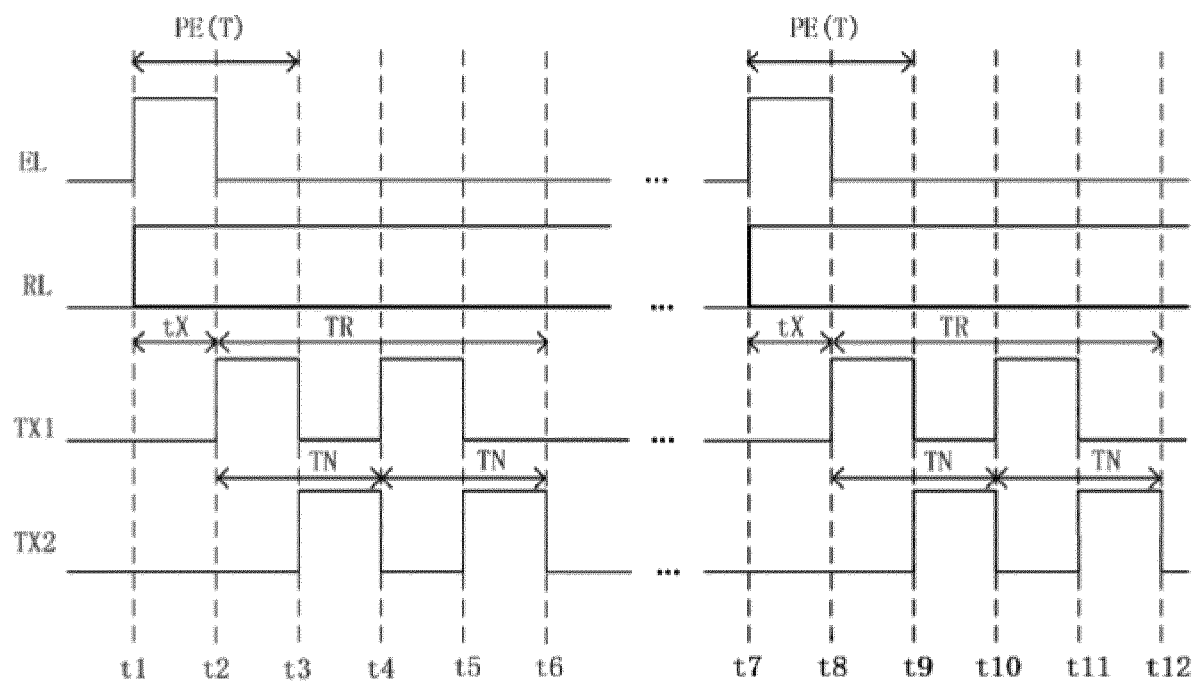 PE(T) PE(T)
EL ... ...
RL ... ...
tX TR tX TR
TX1 ...
TN TN TN TN
TX2 ...
t1 t2 t3 t4 t5 t6 t7 t8 t9 t10 t11 t12